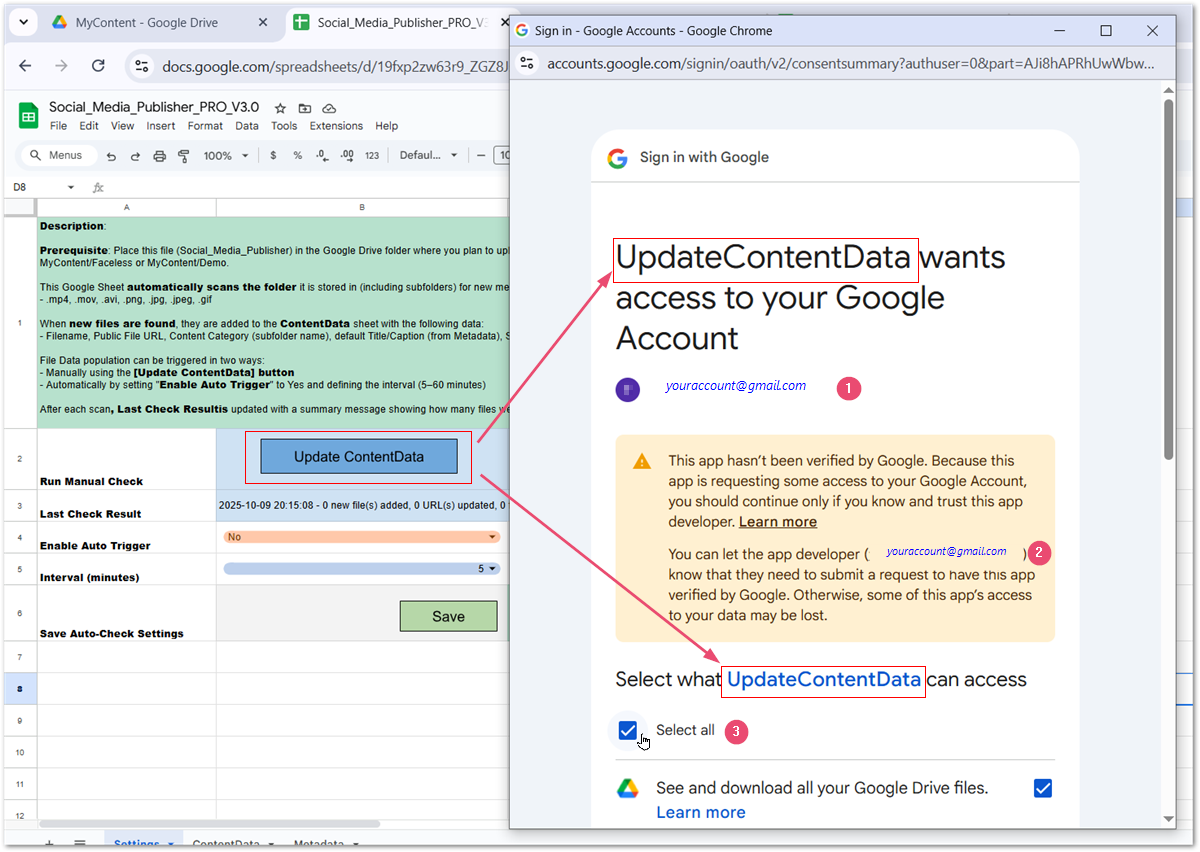 MyContent - Google Drive
Social_Media_Publisher_PRO_V3
docs.google.com/spreadsheets/d/19fxp2zw63r9_ZGZ8J
Social_Media_Publisher_PRO_V3.0
File Edit View Insert Format Data Tools Extensions Help
Menus 100% $ % .0 .00 123 Defaul... 10
D8 fx
A B
1
Description:
Prerequisite: Place this file (Social_Media_Publisher) in the Google Drive folder where you plan to upl
MyContent/Faceless or MyContent/Demo.
This Google Sheet automatically scans the folder it is stored in (including subfolders) for new me
- .mp4, .mov, .avi, .png, .jpg, .jpeg, .gif
When new files are found, they are added to the ContentData sheet with the following data:
- Filename, Public File URL, Content Category (subfolder name), default Title/Caption (from Metadata), S
File Data population can be triggered in two ways:
- Manually using the [Update ContentData] button
- Automatically by setting "Enable Auto Trigger" to Yes and defining the interval (5–60 minutes)
After each scan, Last Check Resultis updated with a summary message showing how many files we
2 Run Manual Check Update ContentData
3 Last Check Result 2025-10-09 20:15:08 - 0 new file(s) added, 0 URL(s) updated, 0
4 Enable Auto Trigger No
5 Interval (minutes) 5
6 Save Auto-Check Settings Save
7
8
9
10
11
12
Settings ContentData Metadata
Sign in - Google Accounts - Google Chrome
accounts.google.com/signin/oauth/v2/consentsummary?authuser=0&part=AJi8hAPRhUwWbw...
Sign in with Google
UpdateContentData wants
access to your Google
Account
youraccount@gmail.com 1
This app hasn't been verified by Google. Because this
app is requesting some access to your Google Account,
you should continue only if you know and trust this app
developer. Learn more
You can let the app developer ( youraccount@gmail.com ) 2
know that they need to submit a request to have this app
verified by Google. Otherwise, some of this app's access
to your data may be lost.
Select what UpdateContentData can access
Select all 3
See and download all your Google Drive files.
Learn more